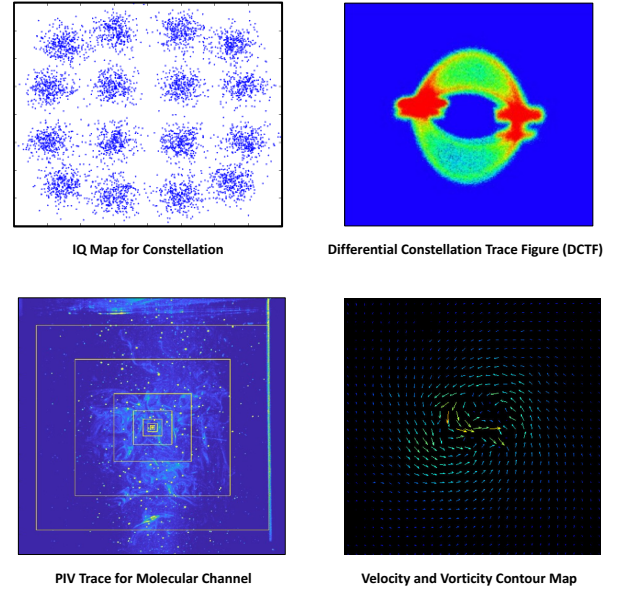 IQ Map for Constellation
Differential Constellation Trace Figure (DCTF)
PIV Trace for Molecular Channel
Velocity and Vorticity Contour Map